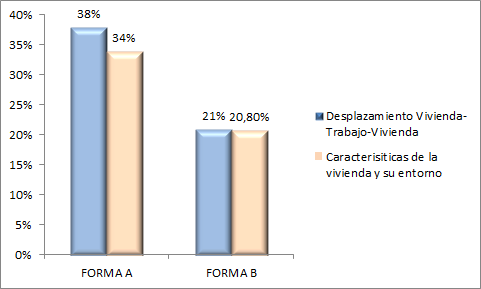 40%
35%
30%
25%
20%
15%
10%
5%
0%
38%
34%
21%
20,80%
FORMA A
FORMA B
Desplazamiento Vivienda-
Trabajo-Vivienda
Caracterisiticas de la
vivienda y su entorno